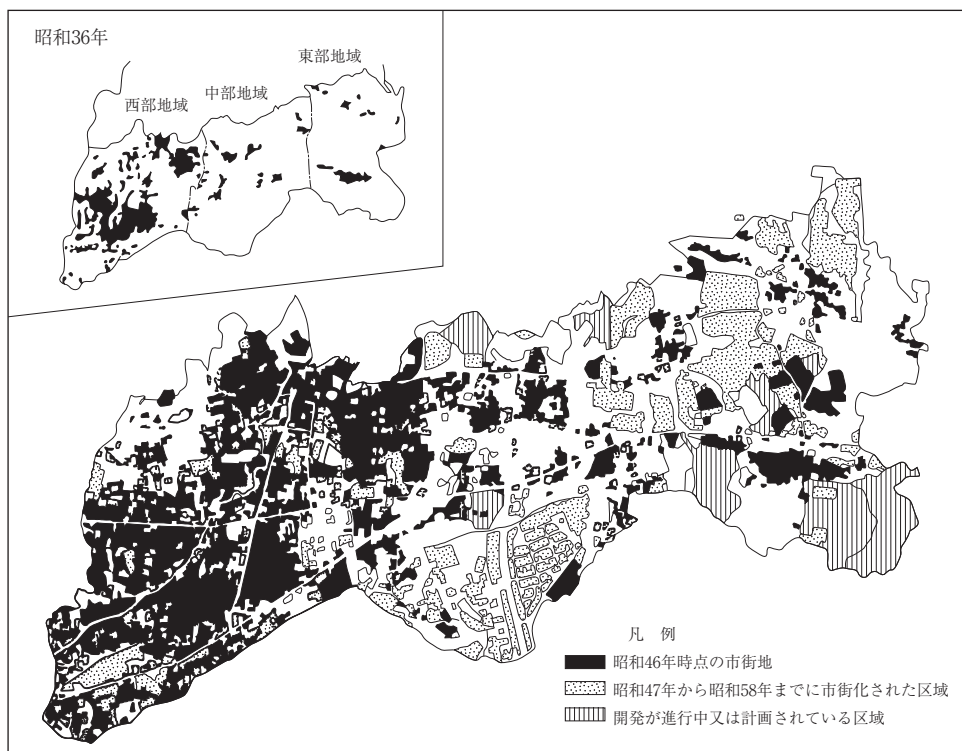 昭和36年
東部地域
中部地域
西部地域
凡 例
昭和46年時点の市街地
昭和47年から昭和58年までに市街化された区域
開発が進行中又は計画されている区域